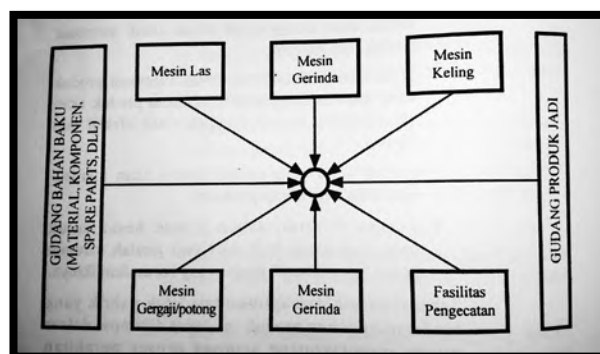 GUDANG BAHAN BAKU
(MATERIAL, KOMPONEN,
SPARE PARTS, DLL)
Mesin Las
Mesin
Gerinda
Mesin
Keling
GUDANG PRODUK JADI
Mesin
Gergaji/potong
Mesin
Gerinda
Fasilitas
Pengecatan